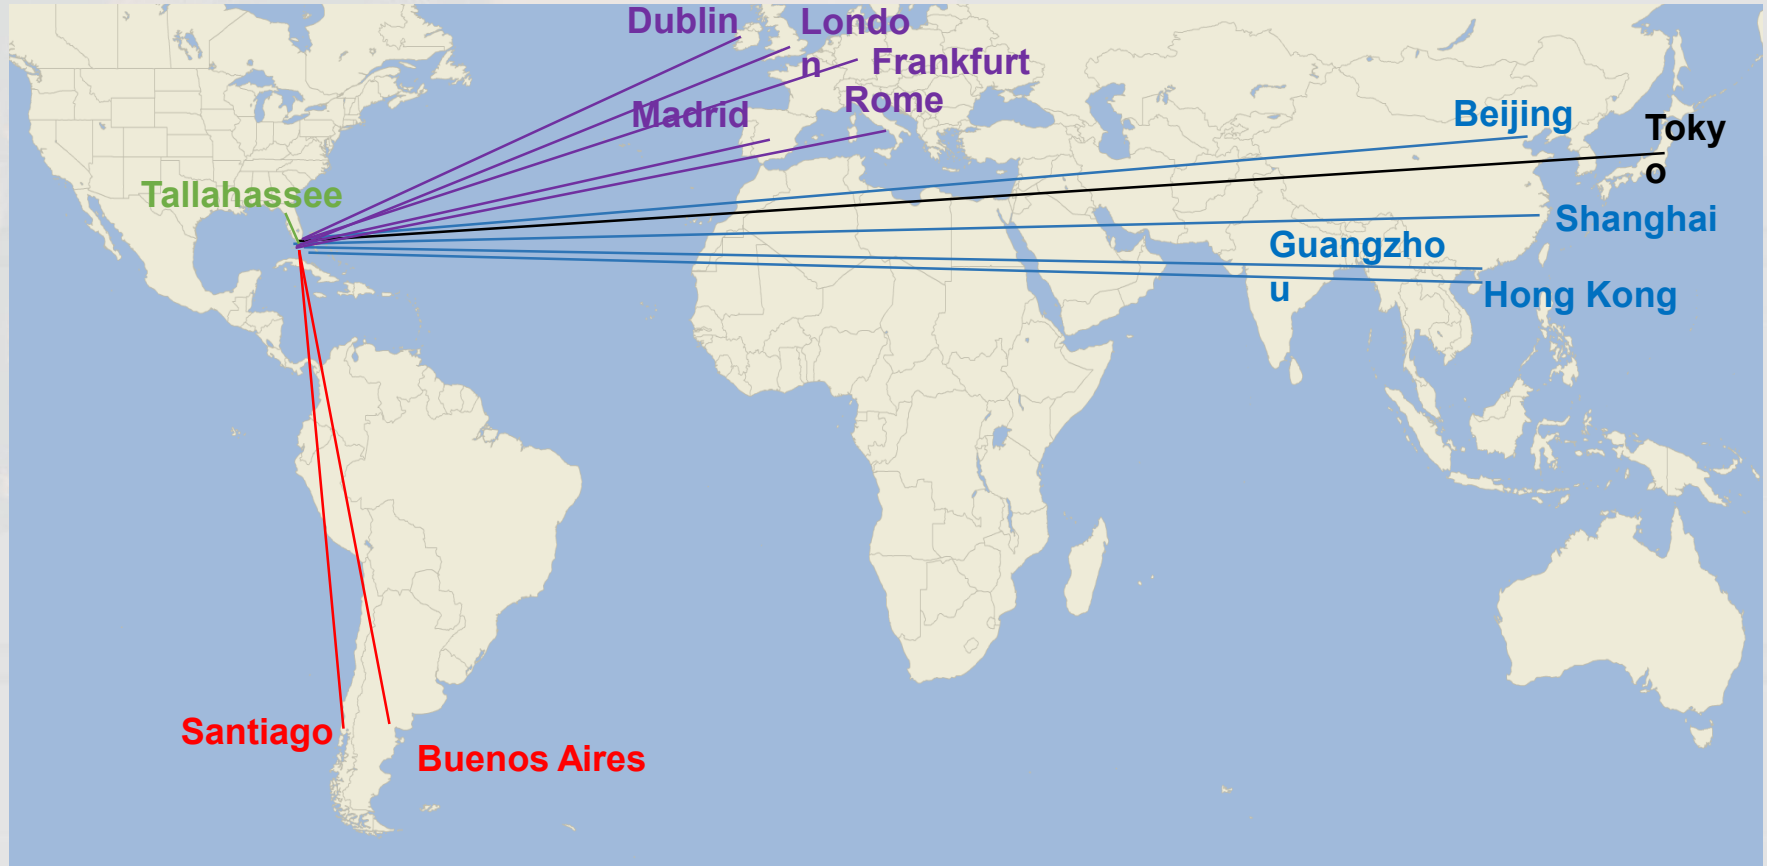 Dublin
Londo
n
Frankfurt
Rome
Madrid
Beijing
Toky
o
Tallahassee
Shanghai
Guangzho
u
Hong Kong
Santiago
Buenos Aires